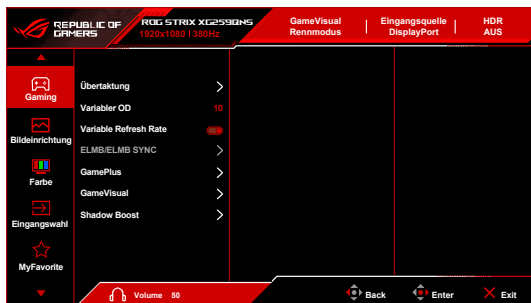 REPUBLIC OF
GAMERS
ROG STRIX XG259QNS
1920x1080 | 380Hz
GameVisual
Rennmodus
Eingangsquelle
DisplayPort
HDR
AUS
Gaming
Bildeinrichtung
Farbe
Eingangswahl
MyFavorite
Übertaktung
Variabler OD 10
Variable Refresh Rate
ELMB/ELMB SYNC
GamePlus
GameVisual
Shadow Boost
Volume 50
Back
Enter
Exit